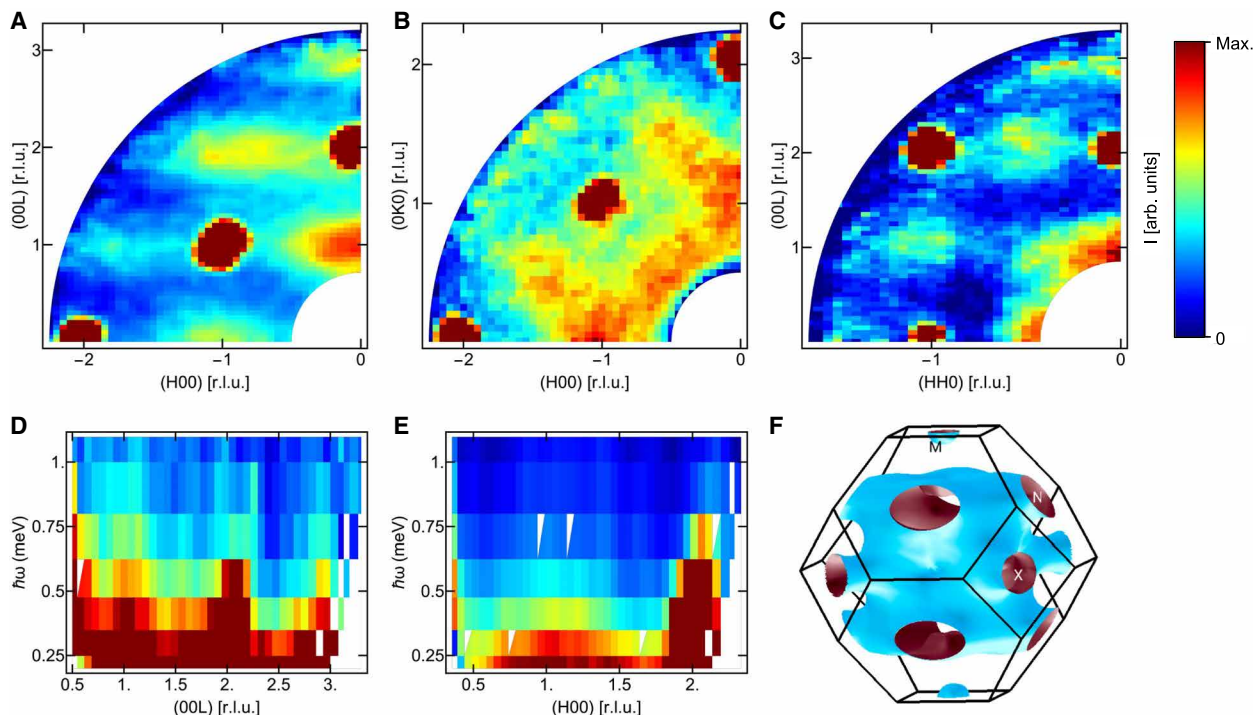 A
B
C
3
2
1
(00L) [r.l.u.]
−2
−1
0
(H00) [r.l.u.]
2
1
(0K0) [r.l.u.]
−2
−1
0
(H00) [r.l.u.]
3
2
1
(00L) [r.l.u.]
−1
0
(HH0) [r.l.u.]
Max.
I [arb. units]
0
D
E
F
1.
0.75
0.5
0.25
ħω (meV)
0.5
1.
1.5
2.
2.5
3.
(00L) [r.l.u.]
1.
0.75
0.5
0.25
ħω (meV)
0.5
1.
1.5
2.
(H00) [r.l.u.]
M
N
X